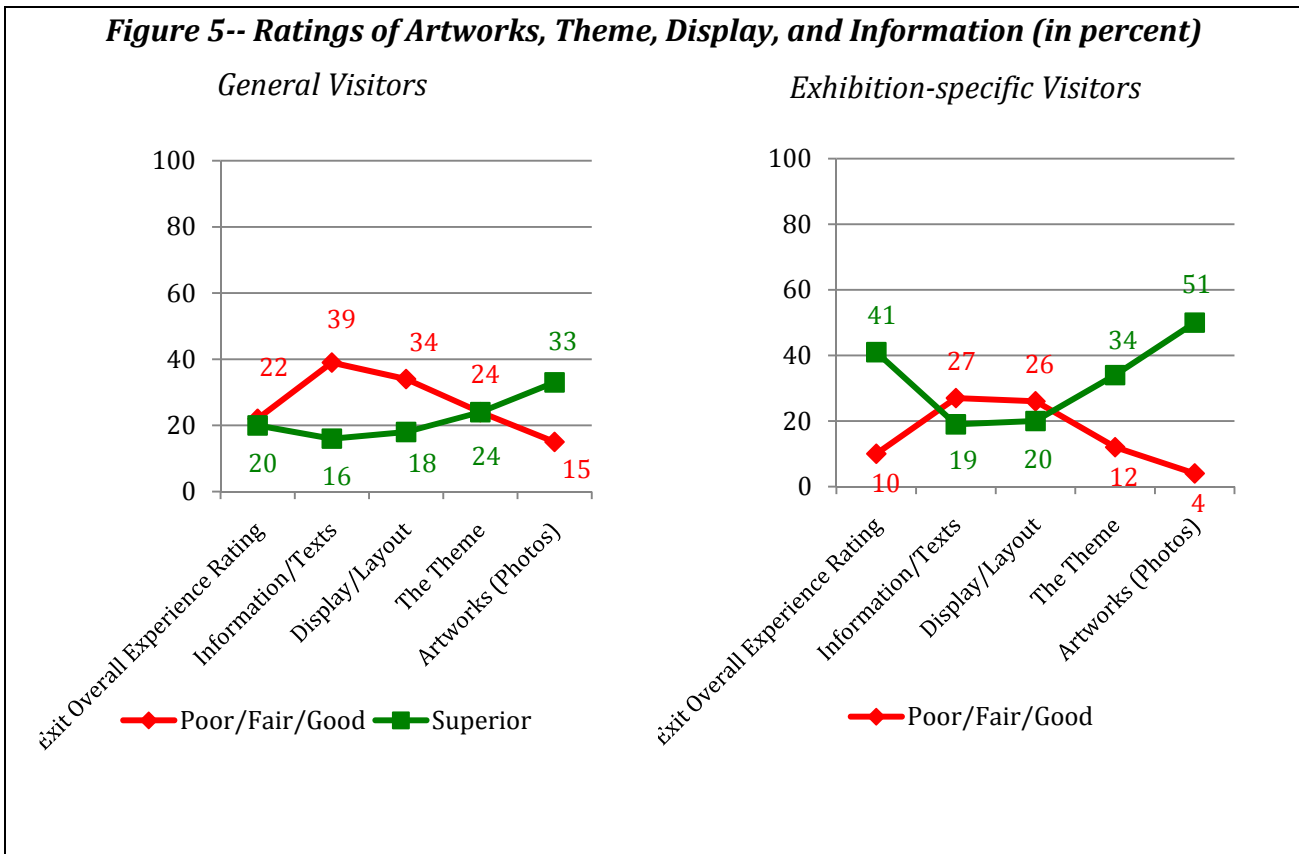 Figure 5-- Ratings of Artworks, Theme, Display, and Information (in percent)
General Visitors
100
80
60
40
20
0
22
39
34
24
15
20
16
18
24
33
Exit Overall Experience Rating
Information/Texts
Display/Layout
The Theme
Artworks (Photos)
Poor/Fair/Good
Superior
Exhibition-specific Visitors
100
80
60
40
20
0
41
27
26
34
51
10
19
20
12
4
Exit Overall Experience Rating
Information/Texts
Display/Layout
The Theme
Artworks (Photos)
Poor/Fair/Good